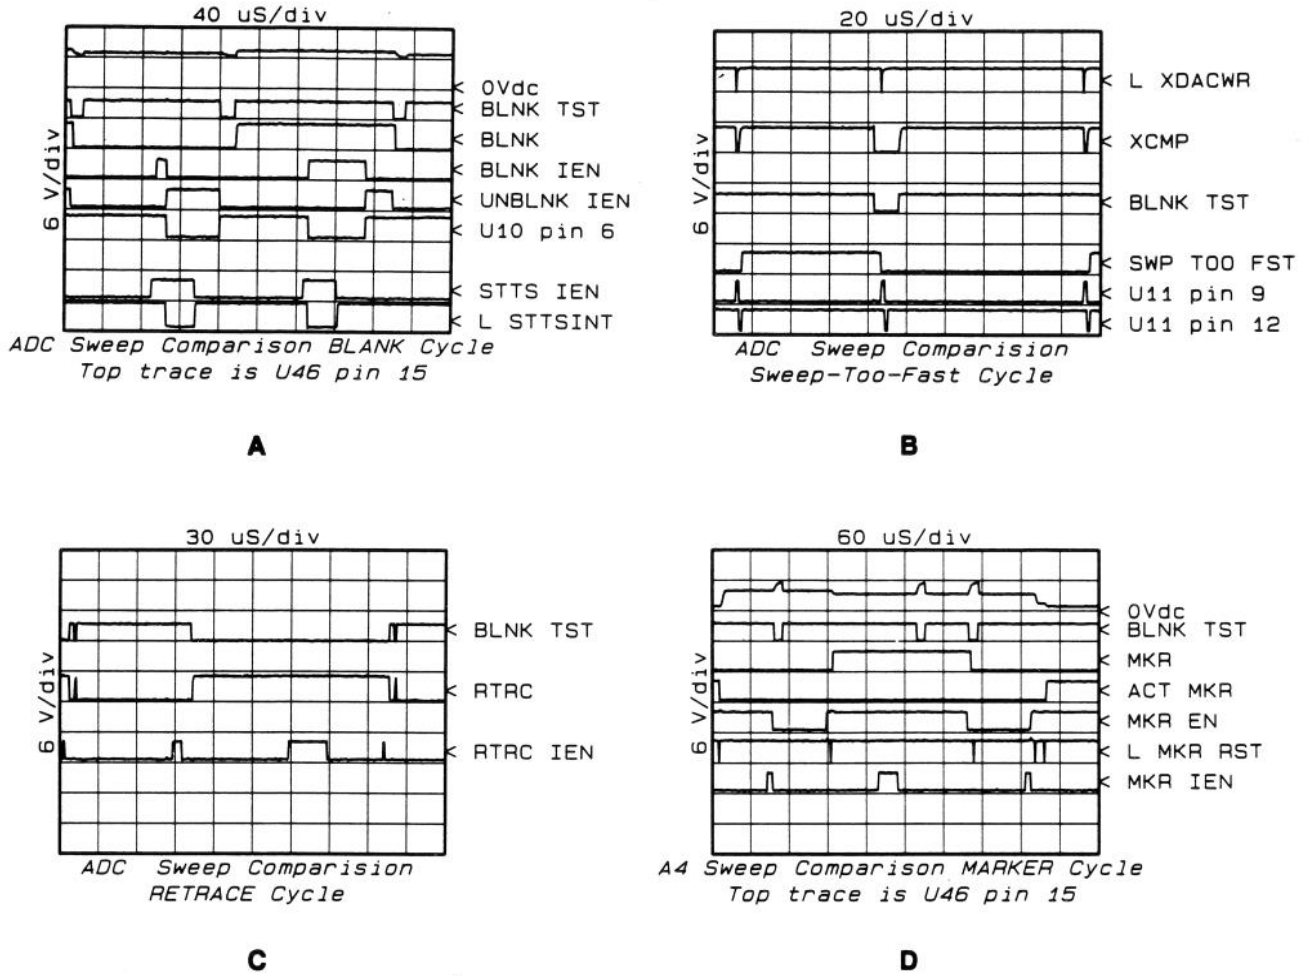 40 uS/div
6 V/div
0Vdc
BLNK TST
BLNK
BLNK IEN
UNBLNK IEN
U10 pin 6
STTS IEN
L STTSINT
ADC Sweep Comparison BLANK Cycle
Top trace is U46 pin 15
A
20 uS/div
6 V/div
L XDACWR
XCMP
BLNK TST
SWP TOO FST
U11 pin 9
U11 pin 12
ADC Sweep Comparision
Sweep-Too-Fast Cycle
B
30 uS/div
6 V/div
BLNK TST
RTRC
RTRC IEN
ADC Sweep Comparision
RETRACE Cycle
C
60 uS/div
6 V/div
0Vdc
BLNK TST
MKR
ACT MKR
MKR EN
L MKR RST
MKR IEN
A4 Sweep Comparison MARKER Cycle
Top trace is U46 pin 15
D